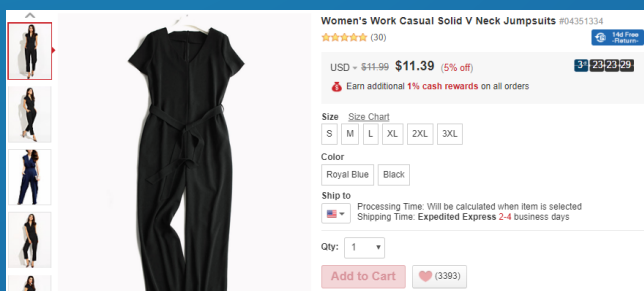 Women's Work Casual Solid V Neck Jumpsuits #04351334
(30)
14d Free
-Return-
USD $11.99 $11.39 (5% off)
3d 23:23:29
Earn additional 1% cash rewards on all orders
Size Size Chart
S M L XL 2XL 3XL
Color
Royal Blue Black
Ship to
Processing Time: Will be calculated when item is selected
Shipping Time: Expedited Express 2-4 business days
Qty: 1
Add to Cart (3393)